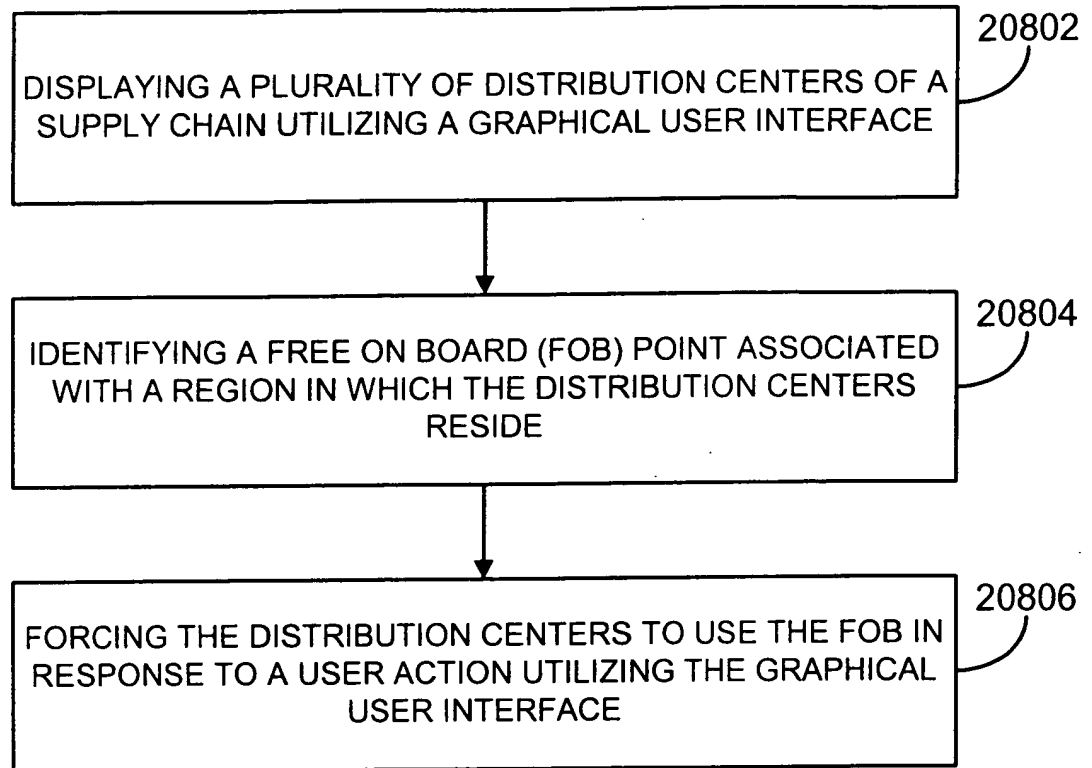 20802
DISPLAYING A PLURALITY OF DISTRIBUTION CENTERS OF A
SUPPLY CHAIN UTILIZING A GRAPHICAL USER INTERFACE
20804
IDENTIFYING A FREE ON BOARD (FOB) POINT ASSOCIATED
WITH A REGION IN WHICH THE DISTRIBUTION CENTERS
RESIDE
20806
FORCING THE DISTRIBUTION CENTERS TO USE THE FOB IN
RESPONSE TO A USER ACTION UTILIZING THE GRAPHICAL
USER INTERFACE